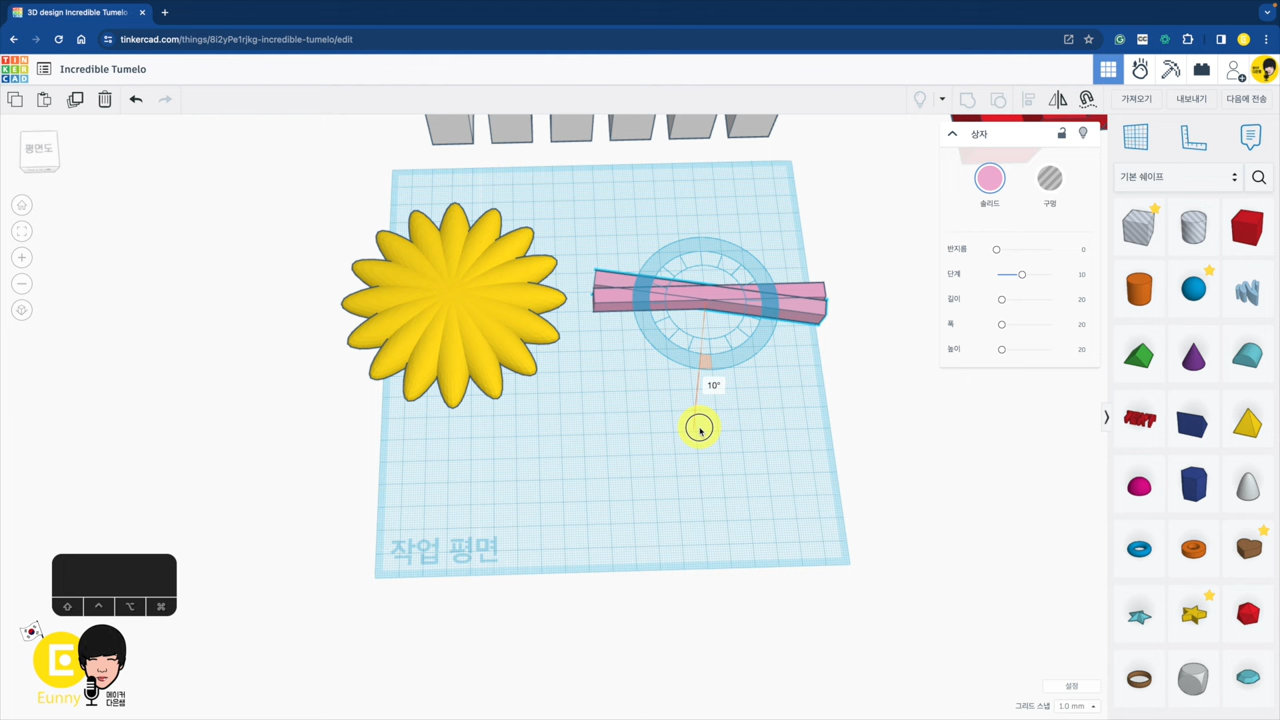 3D design Incredible Tumelo
tinkercad.com/things/8i2yPe1rjkg-incredible-tumelo/edit
TIN
KER
CAD
Incredible Tumelo
가져오기
내보내기
다음에 전송
평면도
상자
솔리드
구멍
반지름
0
단계
10
길이
20
폭
20
높이
20
기본 쉐이프
10°
작업 평면
Eunny
메이커
다은쌤
설정
그리드 스냅
1.0 mm